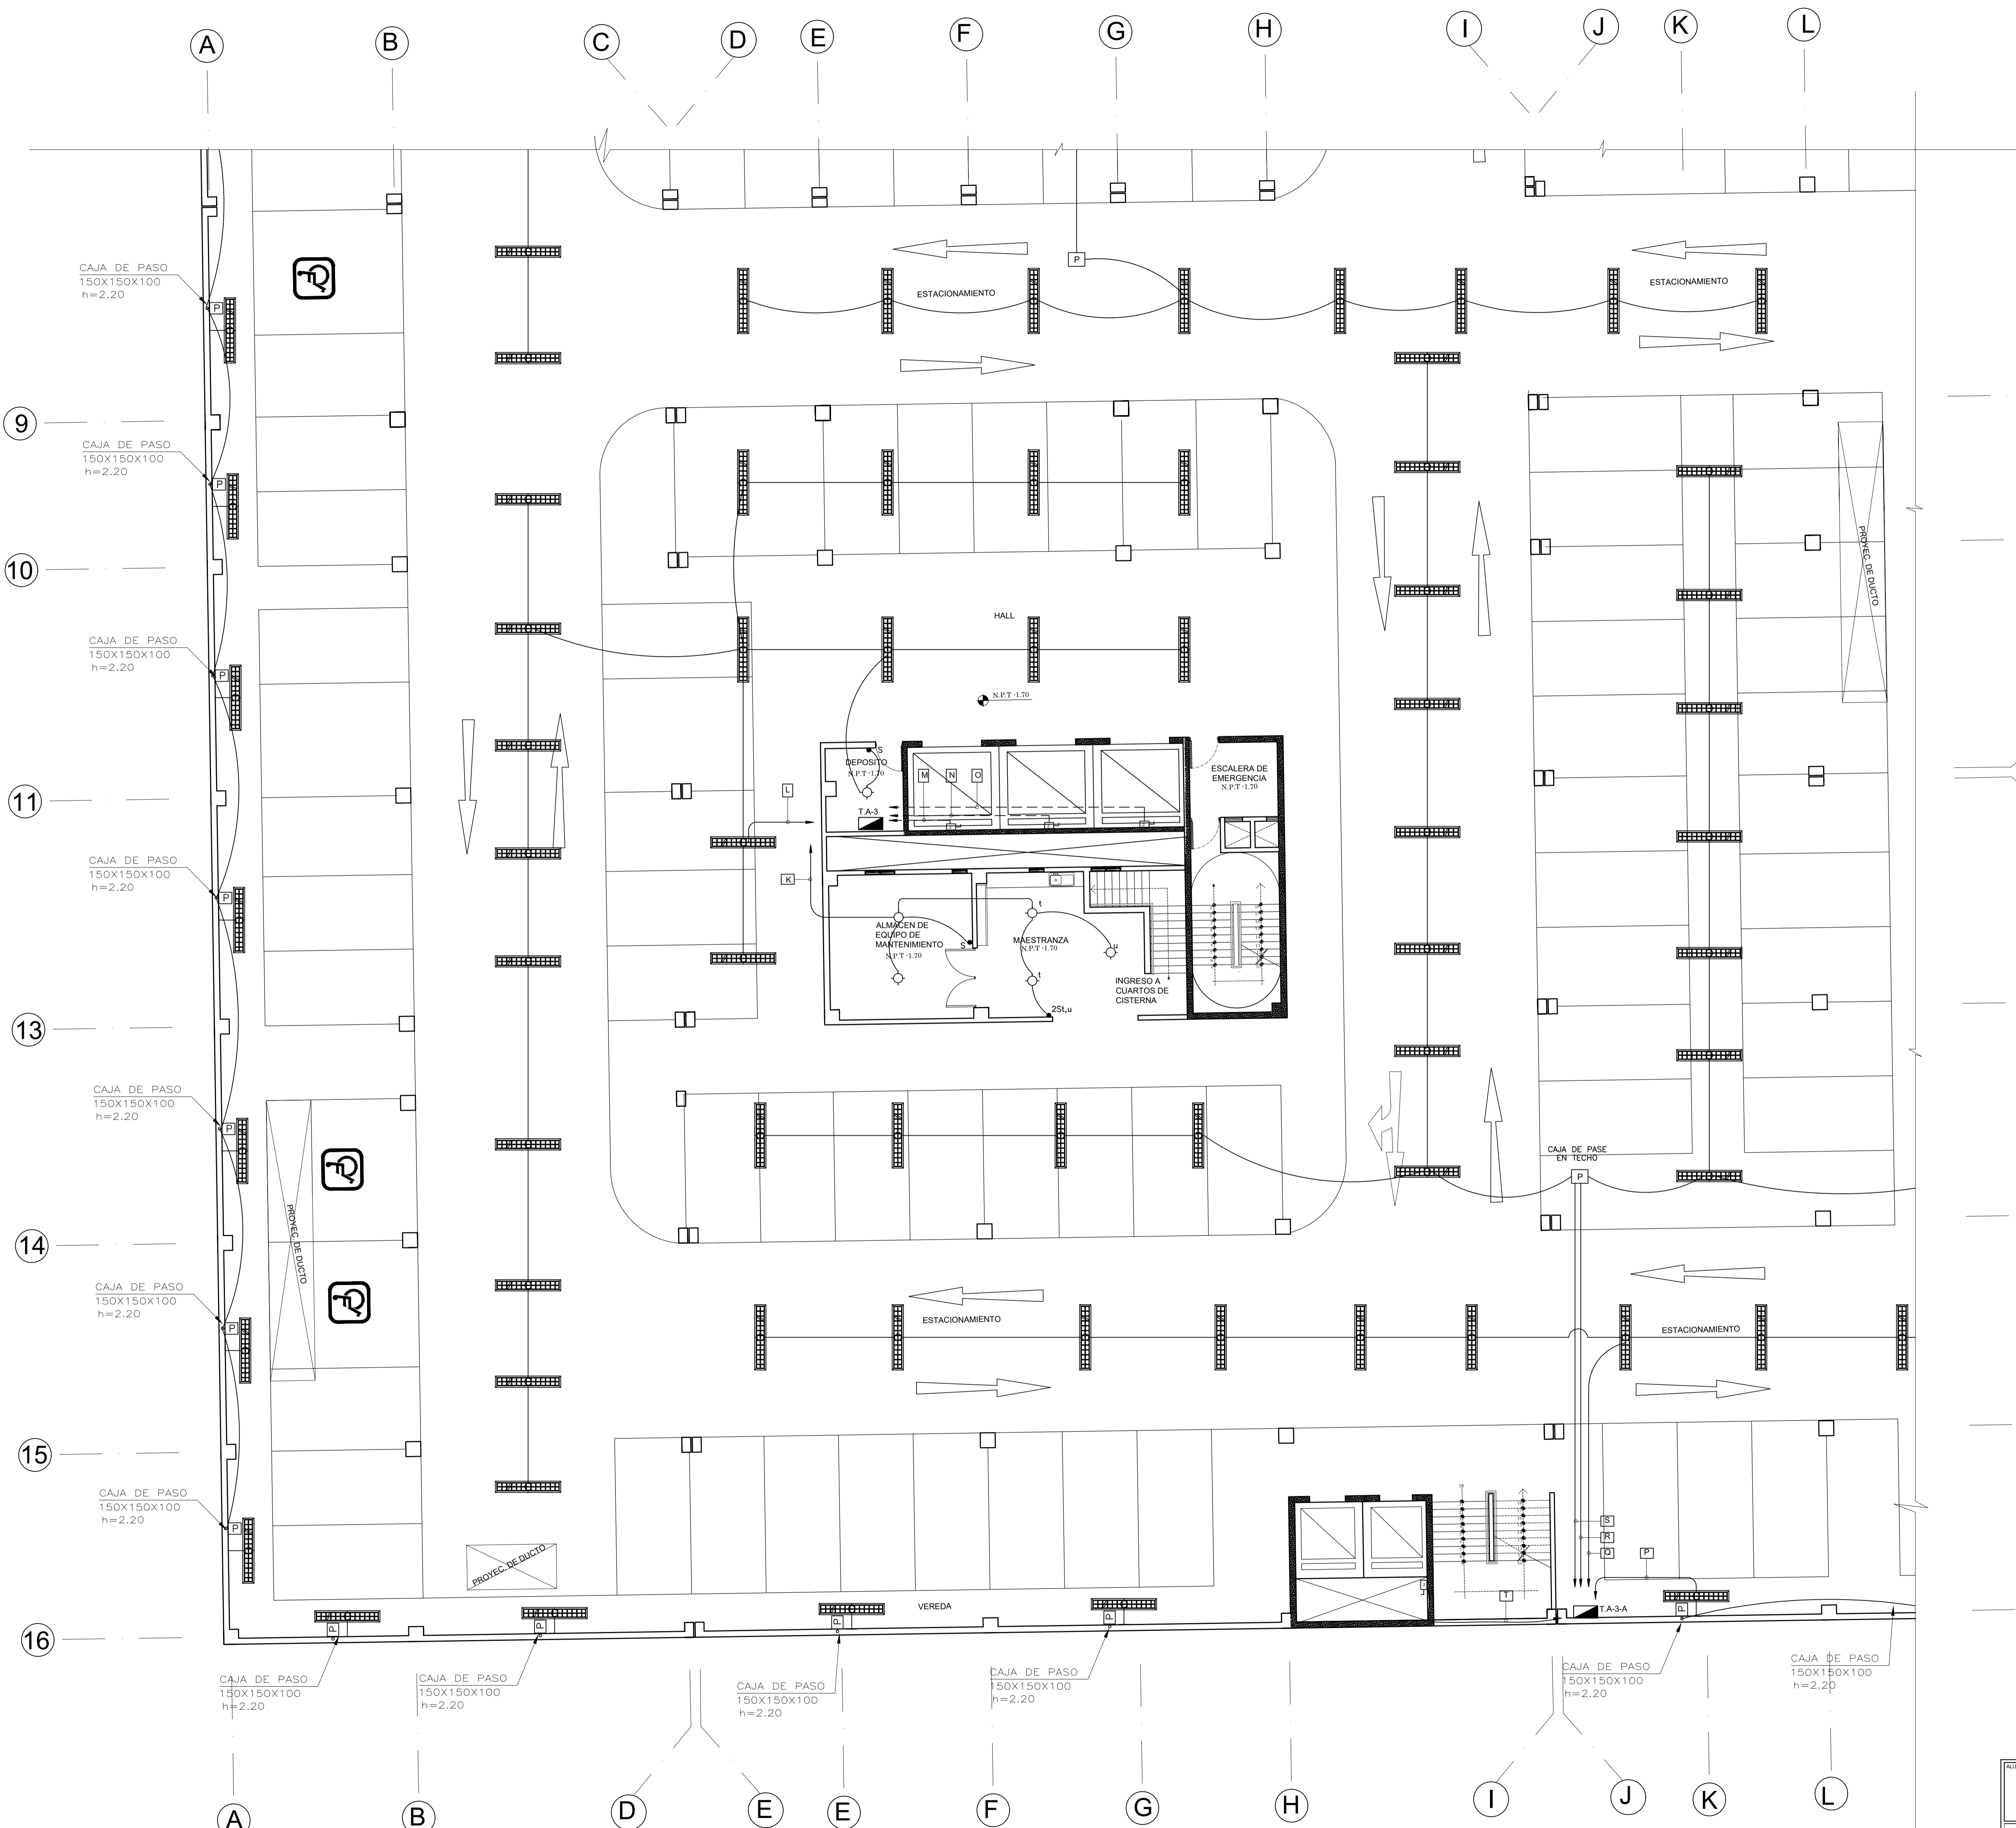 A
B
C
D
E
F
G
H
I
J
K
L
CAJA DE PASO
150X150X100
h=2.20
P
P
ESTACIONAMIENTO
ESTACIONAMIENTO
9
CAJA DE PASO
150X150X100
h=2.20
P
PROYEC. DE DUCTO
10
HALL
CAJA DE PASO
150X150X100
h=2.20
P
N.P.T -1.70
S
DEPOSITO
N.P.T -1.70
M
N
O
ESCALERA DE
EMERGENCIA
N.P.T -1.70
11
L
T.A-3
CAJA DE PASO
150X150X100
h=2.20
P
K
t
ALMACEN DE
EQUIPO DE
MANTENIMIENTO
N.P.T -1.70
S
MAESTRANZA
N.P.T -1.70
u
t
INGRESO A
CUARTOS DE
CISTERNA
2St,u
13
CAJA DE PASO
150X150X100
h=2.20
P
CAJA DE PASE
EN TECHO
P
PROYEC. DE DUCTO
14
CAJA DE PASO
150X150X100
h=2.20
P
ESTACIONAMIENTO
ESTACIONAMIENTO
15
CAJA DE PASO
150X150X100
h=2.20
P
S
R
Q
P
PROYEC. DE DUCTO
T
VEREDA
T.A-3-A
P
P
P
P
P
16
CAJA DE PASO
150X150X100
h=2.20
CAJA DE PASO
150X150X100
h=2.20
CAJA DE PASO
150X150X100
h=2.20
CAJA DE PASO
150X150X100
h=2.20
CAJA DE PASO
150X150X100
h=2.20
CAJA DE PASO
150X150X100
h=2.20
A
B
D
E
E
F
G
H
I
J
K
L